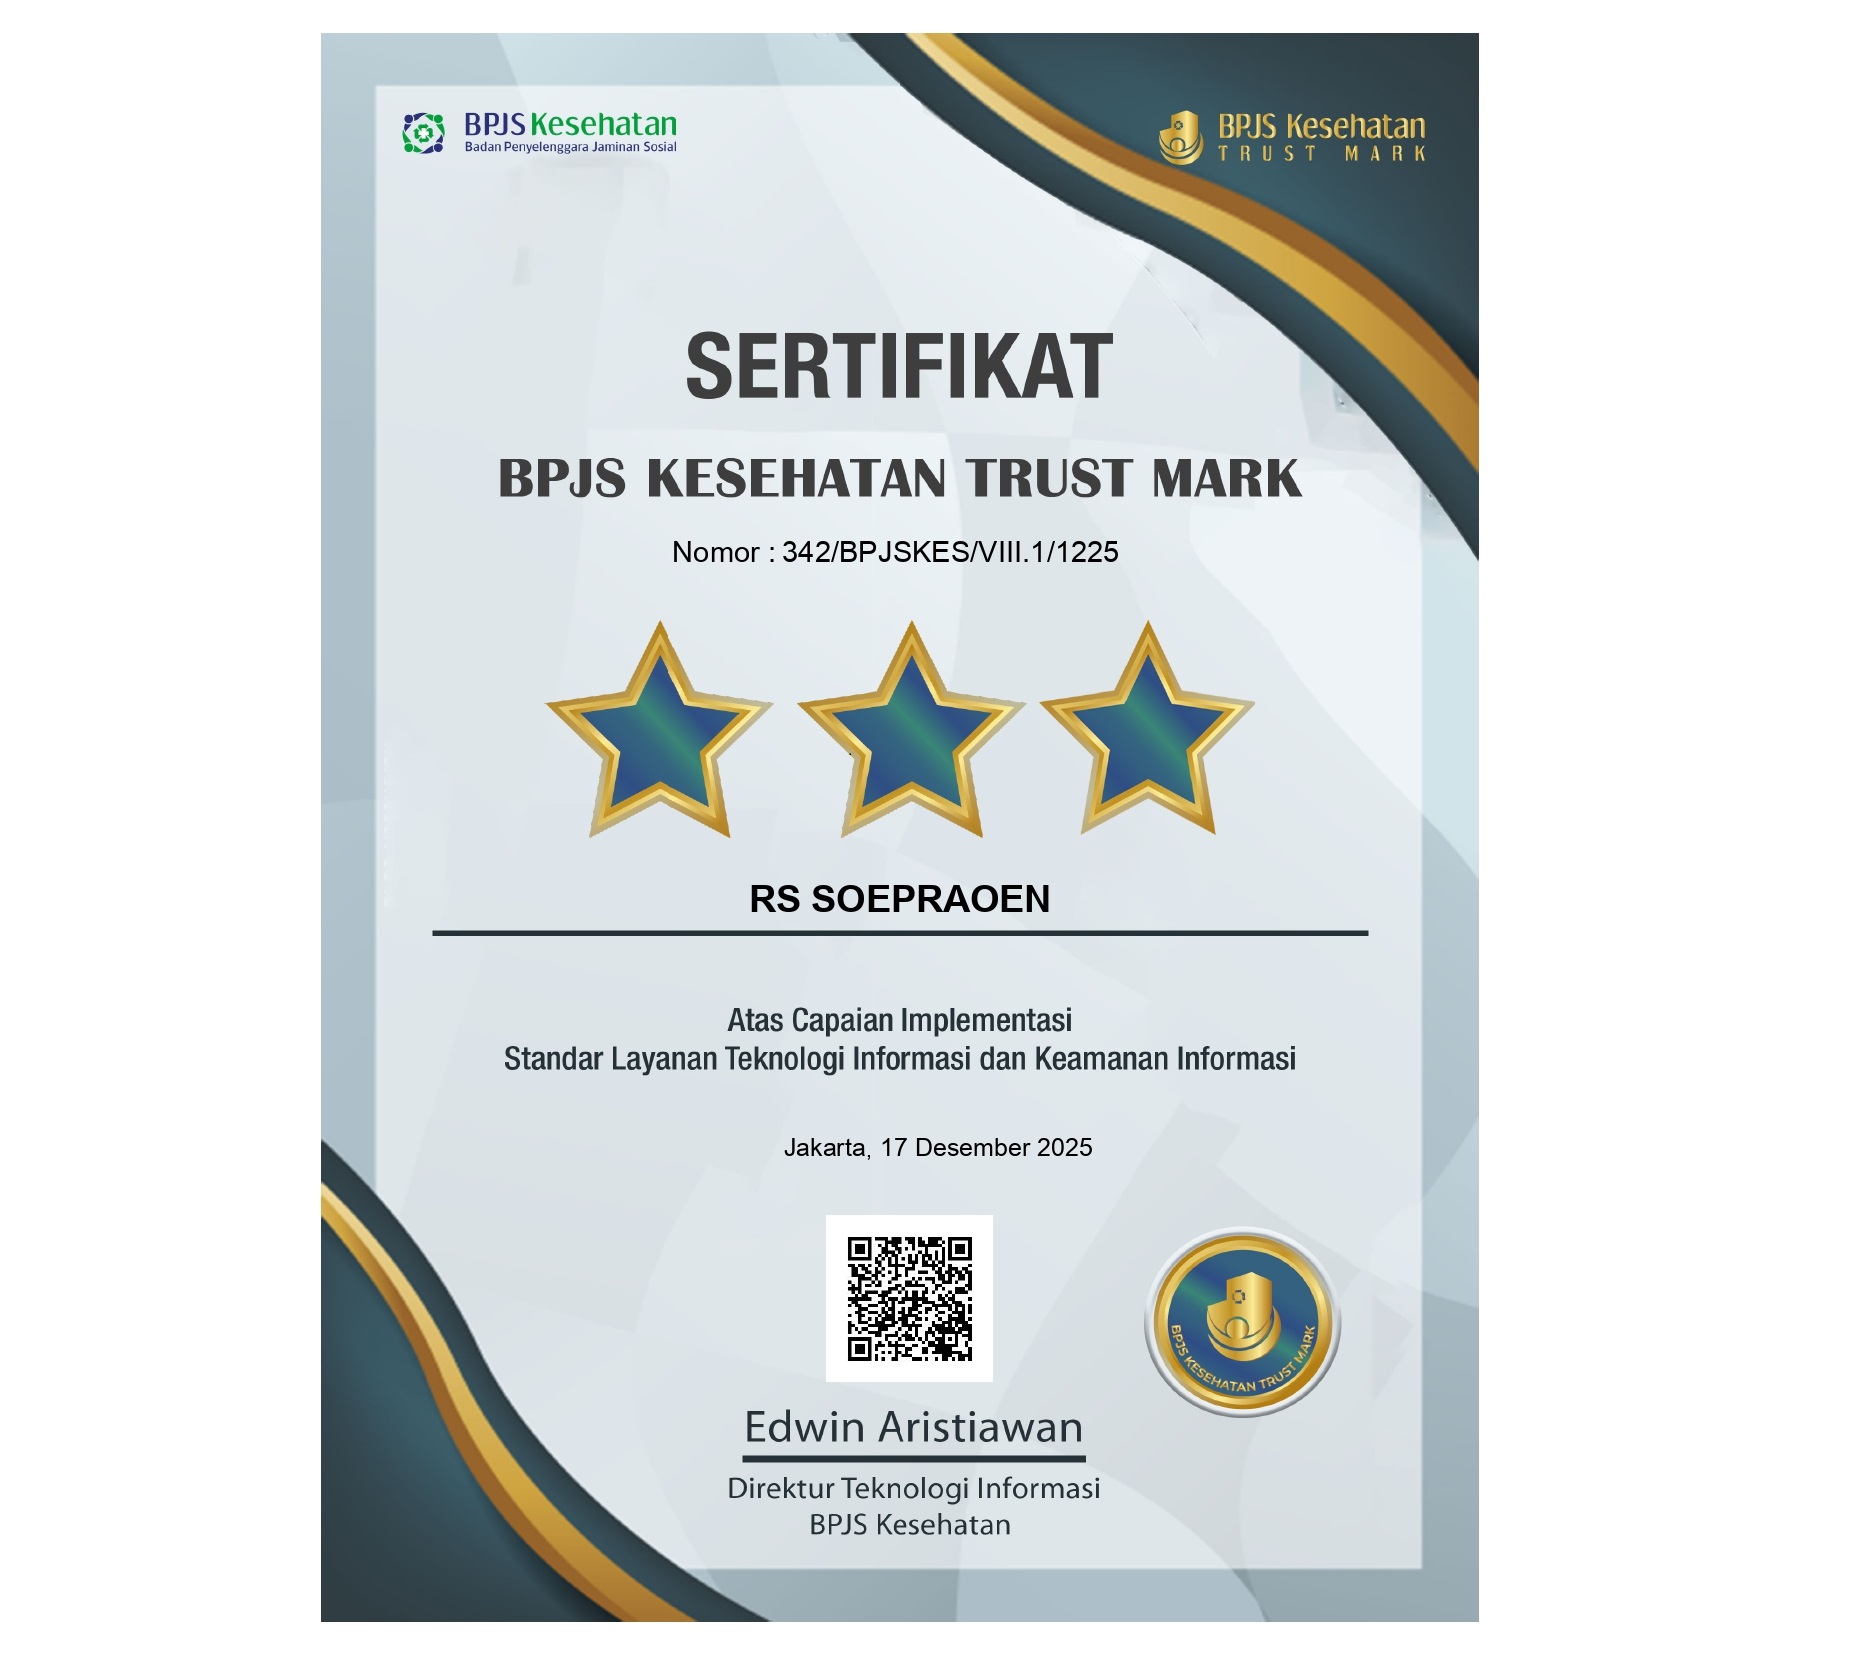 BPJS Kesehatan
Badan Penyelenggara Jaminan Sosial
BPJS Kesehatan
TRUST MARK
SERTIFIKAT
BPJS KESEHATAN TRUST MARK
Nomor : 342/BPJSKES/VIII.1/1225
RS SOEPRAOEN
Atas Capaian Implementasi
Standar Layanan Teknologi Informasi dan Keamanan Informasi
Jakarta, 17 Desember 2025
BPJS KESEHATAN TRUST MARK
Edwin Aristiawan
Direktur Teknologi Informasi
BPJS Kesehatan